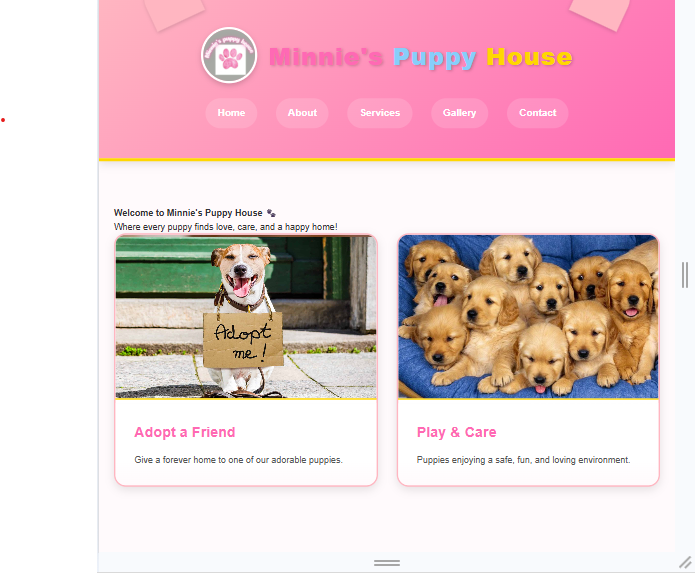 Minnie's Puppy House
Home About Services Gallery Contact
Welcome to Minnie's Puppy House 🐾
Where every puppy finds love, care, and a happy home!
Adopt
me!
Adopt a Friend
Give a forever home to one of our adorable puppies.
Play & Care
Puppies enjoying a safe, fun, and loving environment.